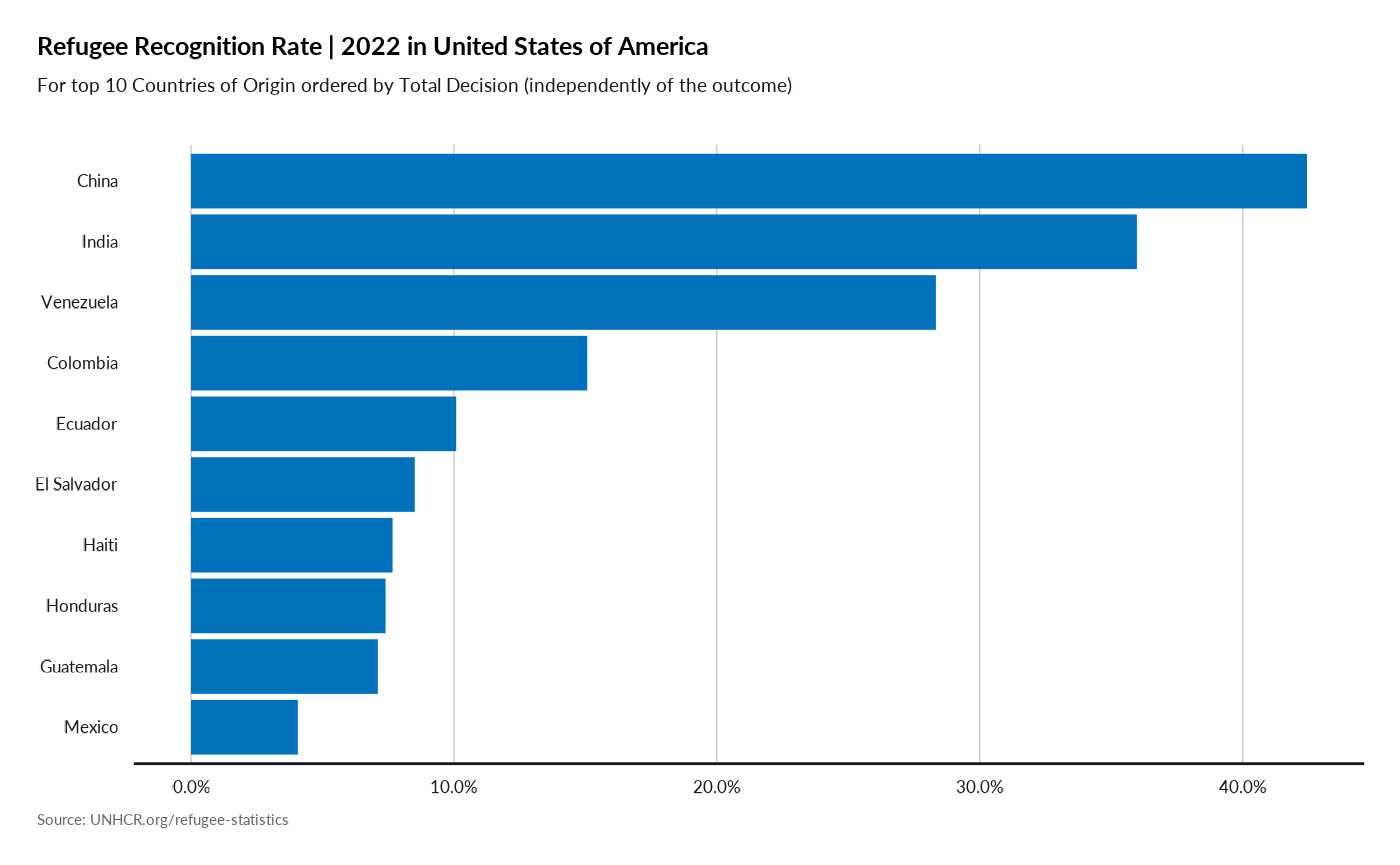 Refugee Recognition Rate | 2022 in United States of America
For top 10 Countries of Origin ordered by Total Decision (independently of the outcome)
China
India
Venezuela
Colombia
Ecuador
El Salvador
Haiti
Honduras
Guatemala
Mexico
0.0% 10.0% 20.0% 30.0% 40.0%
Source: UNHCR.org/refugee-statistics